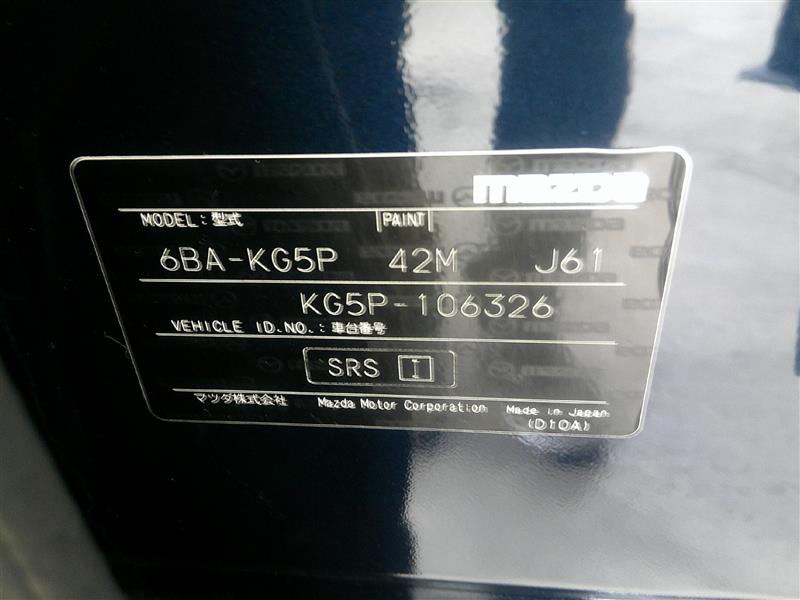 mazda
MODEL:型式 PAINT
6BA-KG5P 42M J61
KG5P-106326
VEHICLE ID.NO.:車台番号
SRS I
マツダ株式会社 Mazda Motor Corporation Made in Japan
(D10A)